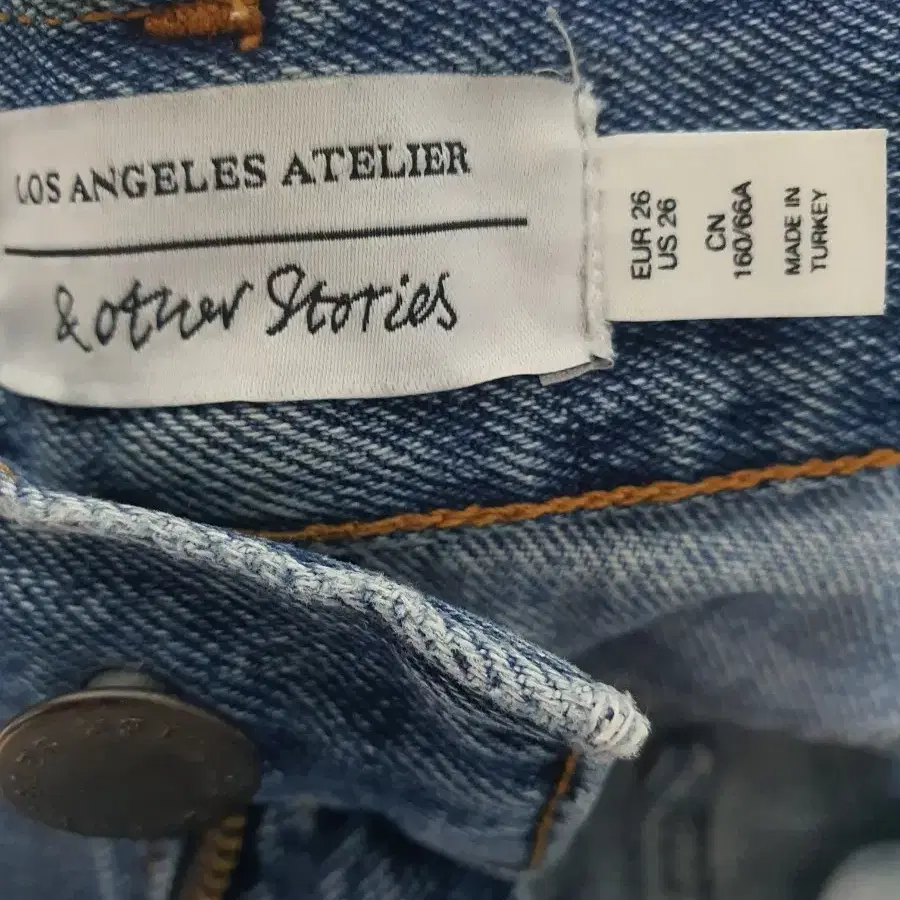 LOS ANGELES ATELIER
& other Stories
EUR 26
US 26
CN
160/66A
MADE IN
TURKEY